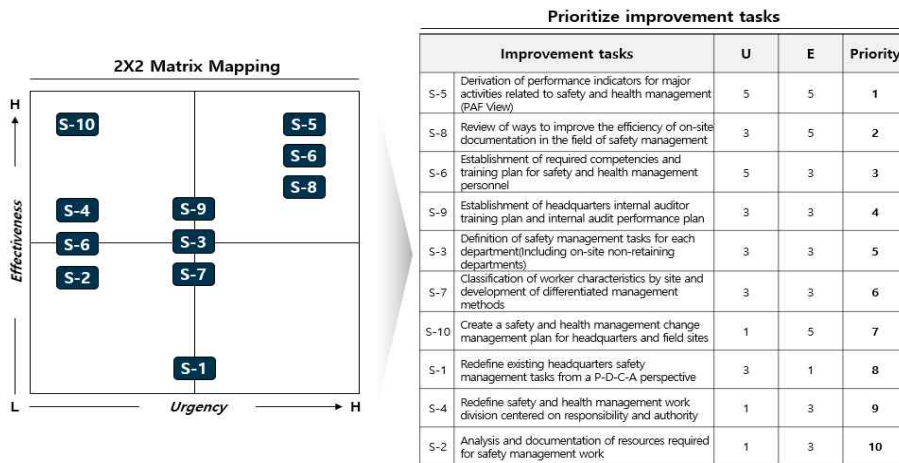 Prioritize improvement tasks
2X2 Matrix Mapping
H
S-10
S-5
S-6
S-8
S-4
S-9
S-6
S-3
S-2
S-7
S-1
Effectiveness
L
Urgency
H
Improvement tasks U E Priority
S-5 Derivation of performance indicators for major
activities related to safety and health management
(PAF View) 5 5 1
S-8 Review of ways to improve the efficiency of on-site
documentation in the field of safety management 3 5 2
S-6 Establishment of required competencies and
training plan for safety and health management
personnel 5 3 3
S-9 Establishment of headquarters internal auditor
training plan and internal audit performance plan 3 3 4
S-3 Definition of safety management tasks for each
department(Including on-site non-retaining
departments) 3 3 5
S-7 Classification of worker characteristics by site and
development of differentiated management
methods 3 3 6
S-10 Create a safety and health management change
management plan for headquarters and field sites 1 5 7
S-1 Redefine existing headquarters safety
management tasks from a P-D-C-A perspective 3 1 8
S-4 Redefine safety and health management work
division centered on responsibility and authority 1 3 9
S-2 Analysis and documentation of resources required
for safety management work 1 3 10